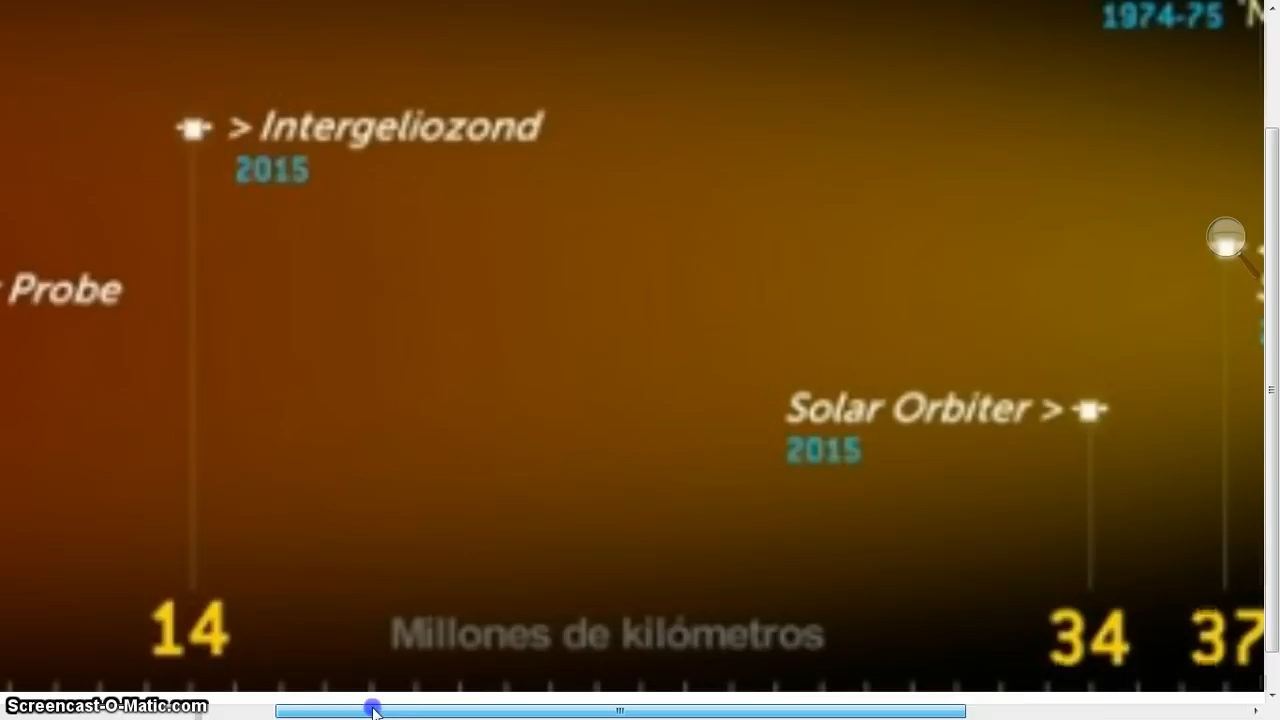 1974-75
> Intergeliozond
2015
Probe
Solar Orbiter >
2015
14
Millones de kilómetros
34
37
Screencast-O-Matic.com